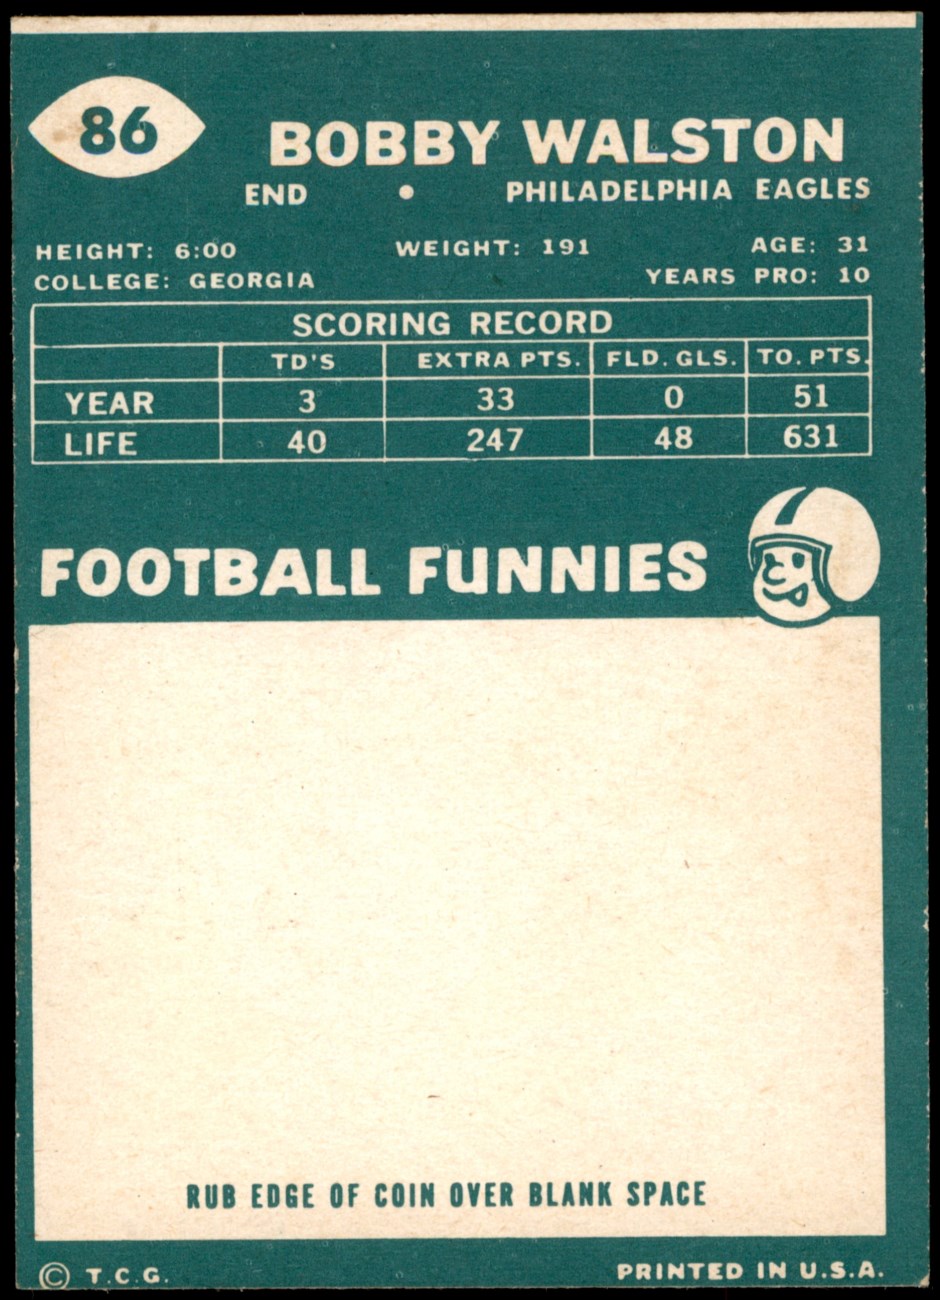 86
BOBBY WALSTON
END • PHILADELPHIA EAGLES
HEIGHT: 6:00 WEIGHT: 191 AGE: 31
COLLEGE: GEORGIA YEARS PRO: 10
SCORING RECORD
TD'S EXTRA PTS. FLD. GLS. TO. PTS.
YEAR 3 33 0 51
LIFE 40 247 48 631
FOOTBALL FUNNIES
RUB EDGE OF COIN OVER BLANK SPACE
© T.C.G. PRINTED IN U.S.A.